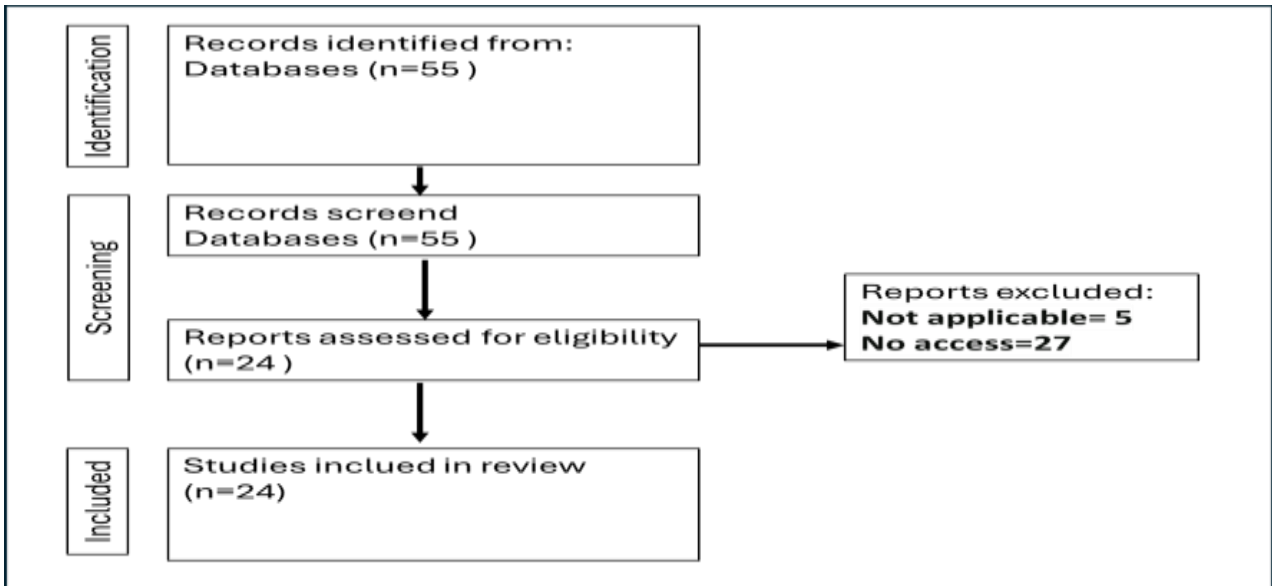 Identification
Records identified from:
Databases (n=55 )
Screening
Records screend
Databases (n=55 )
Reports assessed for eligibility
(n=24 )
Reports excluded:
Not applicable= 5
No access=27
Included
Studies inclued in review
(n=24)